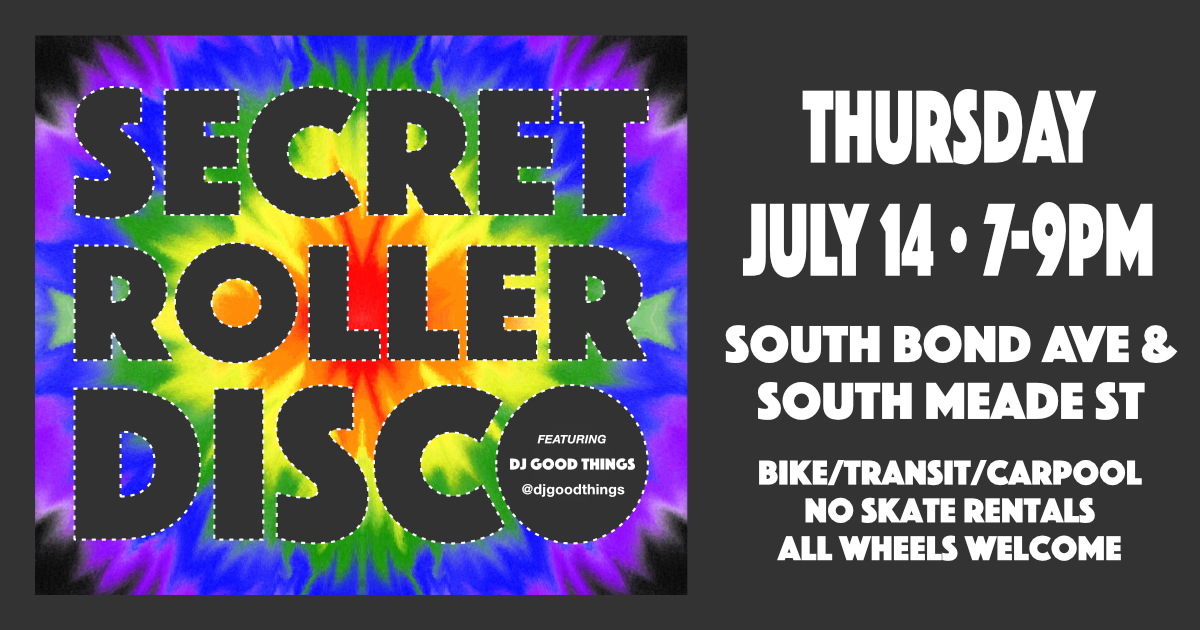 SECRET
ROLLER
DISCO
FEATURING
DJ GOOD THINGS
@djgoodthings
THURSDAY
JULY 14 • 7-9PM
SOUTH BOND AVE &
SOUTH MEADE ST
BIKE/TRANSIT/CARPOOL
NO SKATE RENTALS
ALL WHEELS WELCOME